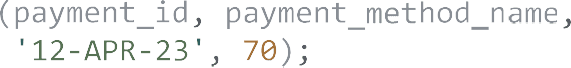 (payment_id, payment_method_name,
'12-APR-23', 70);